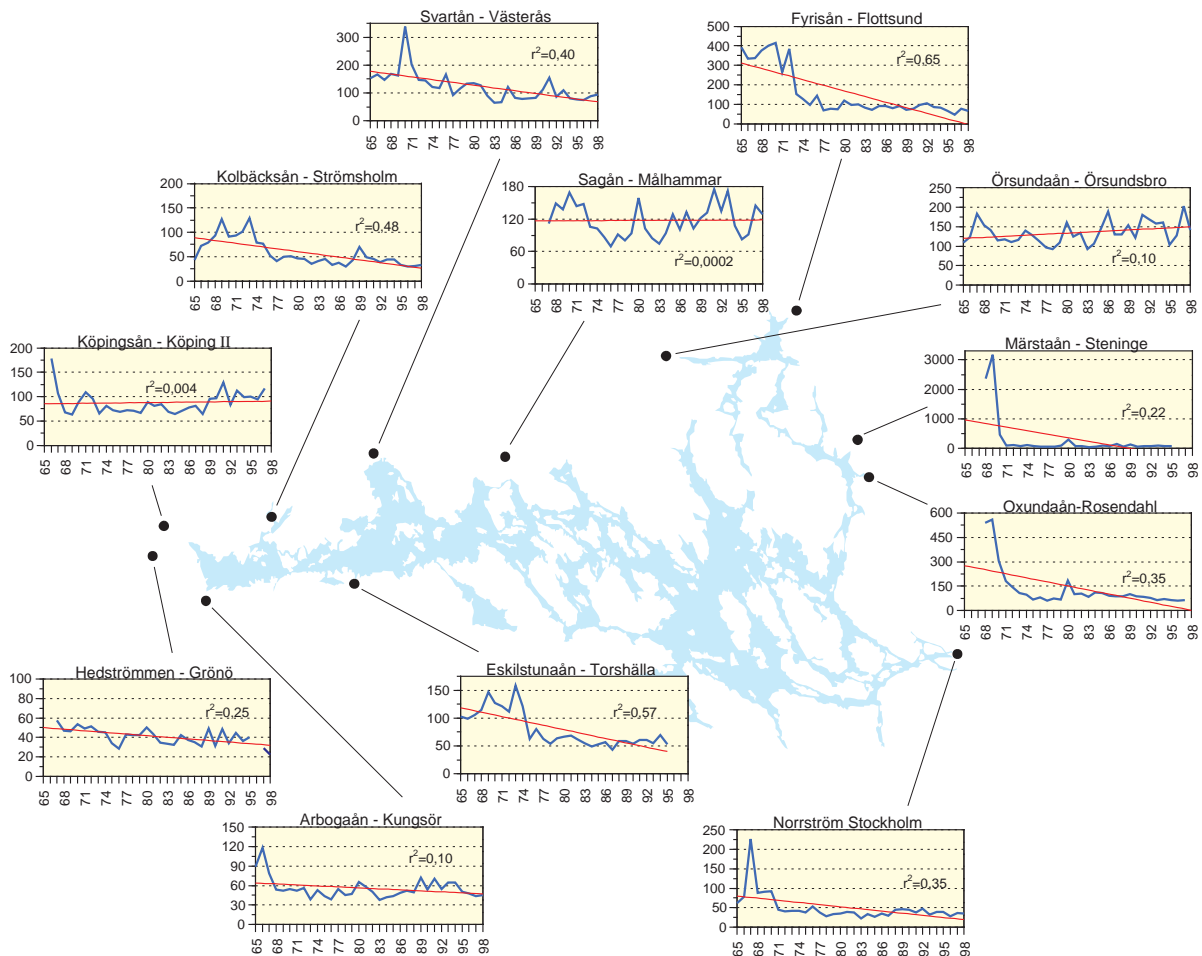 Svartån - Västerås
300
200
100
0
r²=0,40
65 68 71 74 77 80 83 86 89 92 95 98
Fyrisån - Flottsund
500
400
300
200
100
0
r²=0,65
65 68 71 74 77 80 83 86 89 92 95 98
Kolbäcksån - Strömsholm
200
150
100
50
0
r²=0,48
65 68 71 74 77 80 83 86 89 92 95 98
Sagån - Målhammar
180
120
60
0
r²=0,0002
65 68 71 74 77 80 83 86 89 92 95 98
Örsundaån - Örsundsbro
250
200
150
100
50
0
r²=0,10
65 68 71 74 77 80 83 86 89 92 95 98
Köpingsån - Köping II
200
150
100
50
0
r²=0,004
65 68 71 74 77 80 83 86 89 92 95 98
Märstaån - Steninge
3000
2000
1000
0
r²=0,22
65 68 71 74 77 80 83 86 89 92 95 98
Oxundaån-Rosendahl
600
450
300
150
0
r²=0,35
65 68 71 74 77 80 83 86 89 92 95 98
Hedströmmen - Grönö
100
80
60
40
20
0
r²=0,25
65 68 71 74 77 80 83 86 89 92 95 98
Eskilstunaån - Torshälla
150
100
50
0
r²=0,57
65 68 71 74 77 80 83 86 89 92 95 98
Arbogaån - Kungsör
150
120
90
60
30
0
r²=0,10
65 68 71 74 77 80 83 86 89 92 95 98
Norrström Stockholm
250
200
150
100
50
0
r²=0,35
65 68 71 74 77 80 83 86 89 92 95 98